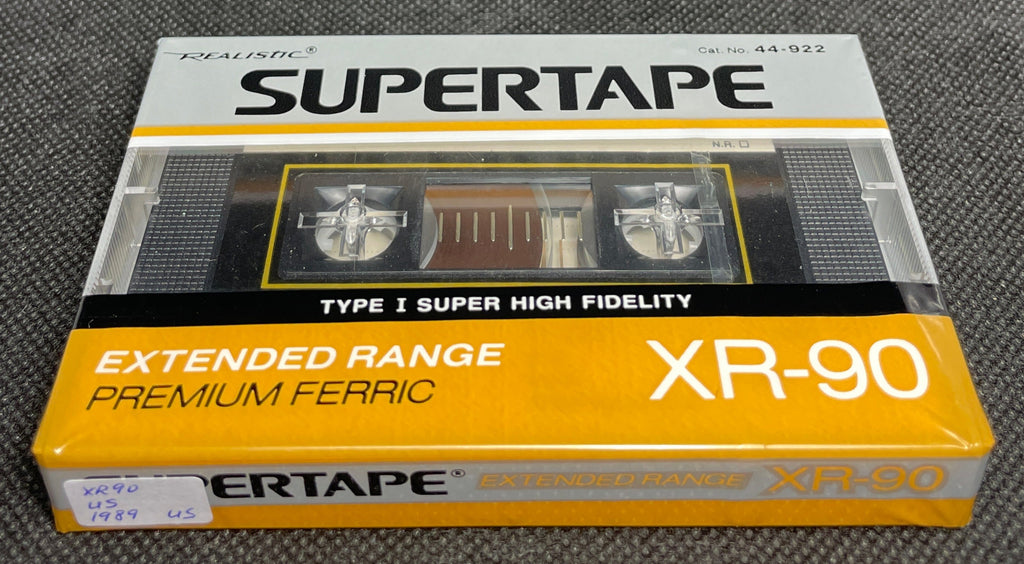 REALISTIC®
Cat. No. 44-922
SUPERTAPE
N.R. ☐
TYPE I SUPER HIGH FIDELITY
EXTENDED RANGE
PREMIUM FERRIC
XR-90
SUPERTAPE® EXTENDED RANGE XR-90
XR90
US
1989 US